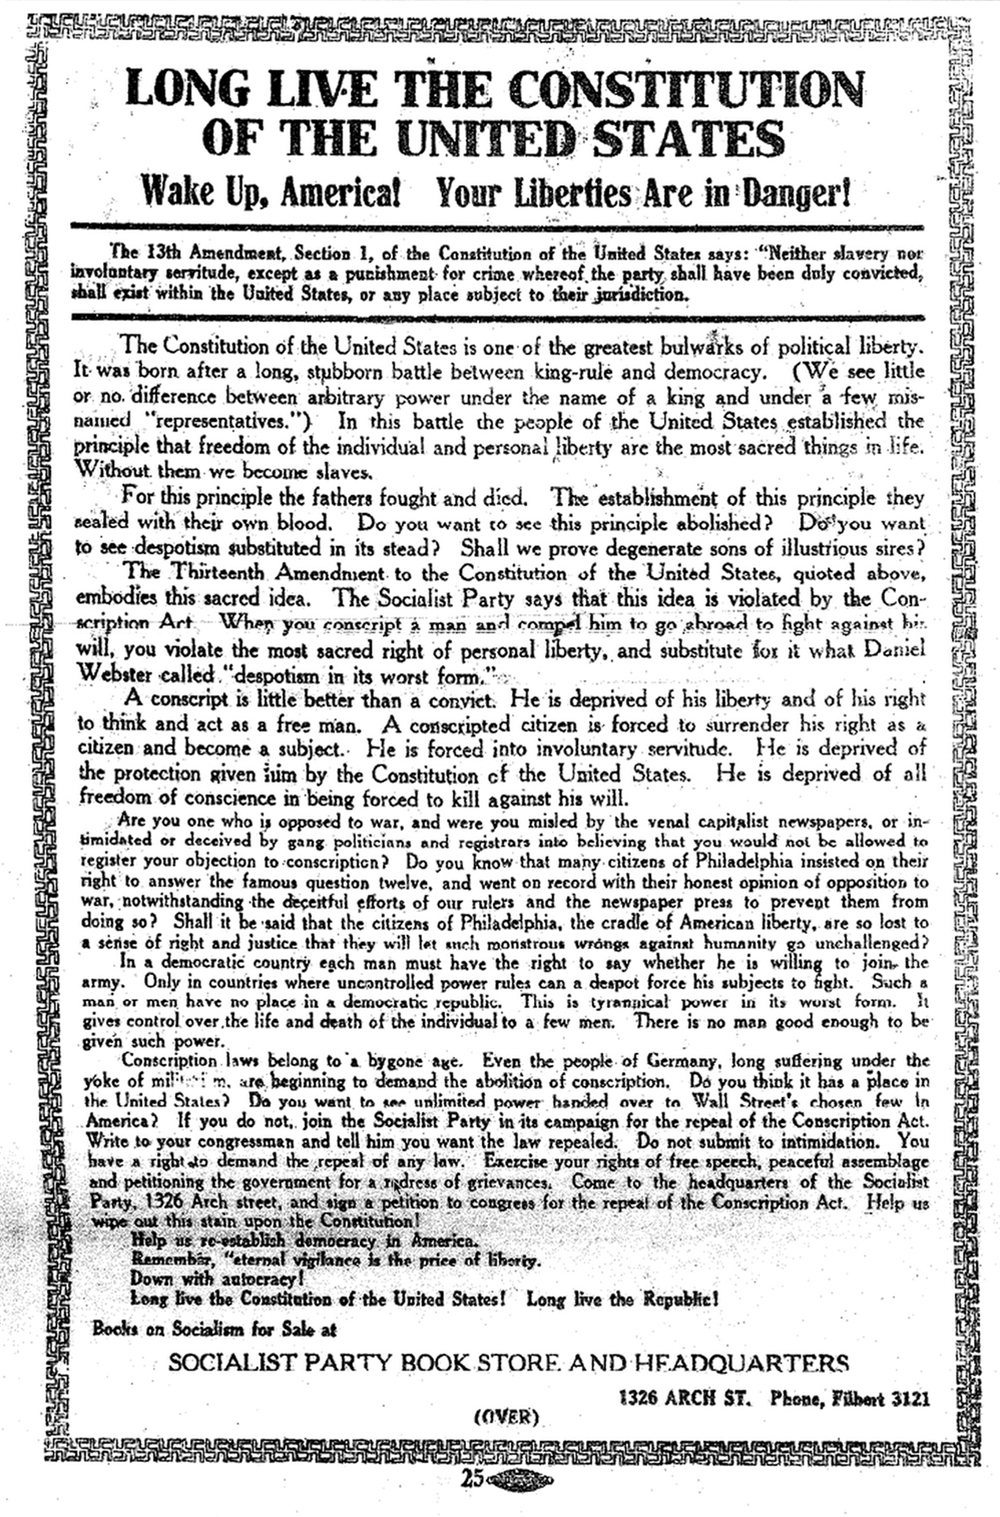 LONG LIVE THE CONSTITUTION
OF THE UNITED STATES
Wake Up, America! Your Liberties Are in Danger!
The 13th Amendment, Section 1, of the Constitution of the United States says: "Neither slavery nor
involuntary servitude, except as a punishment for crime whereof the party shall have been duly convicted,
shall exist within the United States, or any place subject to their jurisdiction.
The Constitution of the United States is one of the greatest bulwarks of political liberty.
It was born after a long, stubborn battle between king-rule and democracy. (We see little
or no difference between arbitrary power under the name of a king and under a few mis-
named "representatives.") In this battle the people of the United States established the
principle that freedom of the individual and personal liberty are the most sacred things in life.
Without them we become slaves.
For this principle the fathers fought and died. The establishment of this principle they
sealed with their own blood. Do you want to see this principle abolished? Do you want
to see despotism substituted in its stead? Shall we prove degenerate sons of illustrious sires?
The Thirteenth Amendment to the Constitution of the United States, quoted above,
embodies this sacred idea. The Socialist Party says that this idea is violated by the Con-
scription Act. When you conscript a man and compel him to go abroad to fight against his
will, you violate the most sacred right of personal liberty, and substitute for it what Daniel
Webster called "despotism in its worst form."
A conscript is little better than a convict. He is deprived of his liberty and of his right
to think and act as a free man. A conscripted citizen is forced to surrender his right as a
citizen and become a subject. He is forced into involuntary servitude. He is deprived of
the protection given him by the Constitution of the United States. He is deprived of all
freedom of conscience in being forced to kill against his will.
Are you one who is opposed to war, and were you misled by the venal capitalist newspapers, or in-
timidated or deceived by gang politicians and registrars into believing that you would not be allowed to
register your objection to conscription? Do you know that many citizens of Philadelphia insisted on their
right to answer the famous question twelve, and went on record with their honest opinion of opposition to
war, notwithstanding the deceitful efforts of our rulers and the newspaper press to prevent them from
doing so? Shall it be said that the citizens of Philadelphia, the cradle of American liberty, are so lost to
a sense of right and justice that they will let such monstrous wrongs against humanity go unchallenged?
In a democratic country each man must have the right to say whether he is willing to join the
army. Only in countries where uncontrolled power rules can a despot force his subjects to fight. Such a
man or men have no place in a democratic republic. This is tyrannical power in its worst form. It
gives control over the life and death of the individual to a few men. There is no man good enough to be
given such power.
Conscription laws belong to a bygone age. Even the people of Germany, long suffering under the
yoke of are beginning to demand the abolition of conscription. Do you think it has a place in
the United States? Do you want to see unlimited power handed over to Wall Street's chosen few in
America? If you do not, join the Socialist Party in its campaign for the repeal of the Conscription Act.
Write to your congressman and tell him you want the law repealed. Do not submit to intimidation. You
have a right to demand the repeal of any law. Exercise your rights of free speech, peaceful assemblage
and petitioning the government for a redress of grievances. Come to the headquarters of the Socialist
Party, 1326 Arch street, and sign a petition to congress for the repeal of the Conscription Act. Help us
wipe out this stain upon the Constitution!
Help us re-establish democracy in America.
Remember, "eternal vigilance is the price of liberty.
Down with autocracy!
Long live the Constitution of the United States! Long live the Republic!
Books on Socialism for Sale at
SOCIALIST PARTY BOOK STORE AND HEADQUARTERS
1326 ARCH ST. Phone, Filbert 3121
(OVER)
25